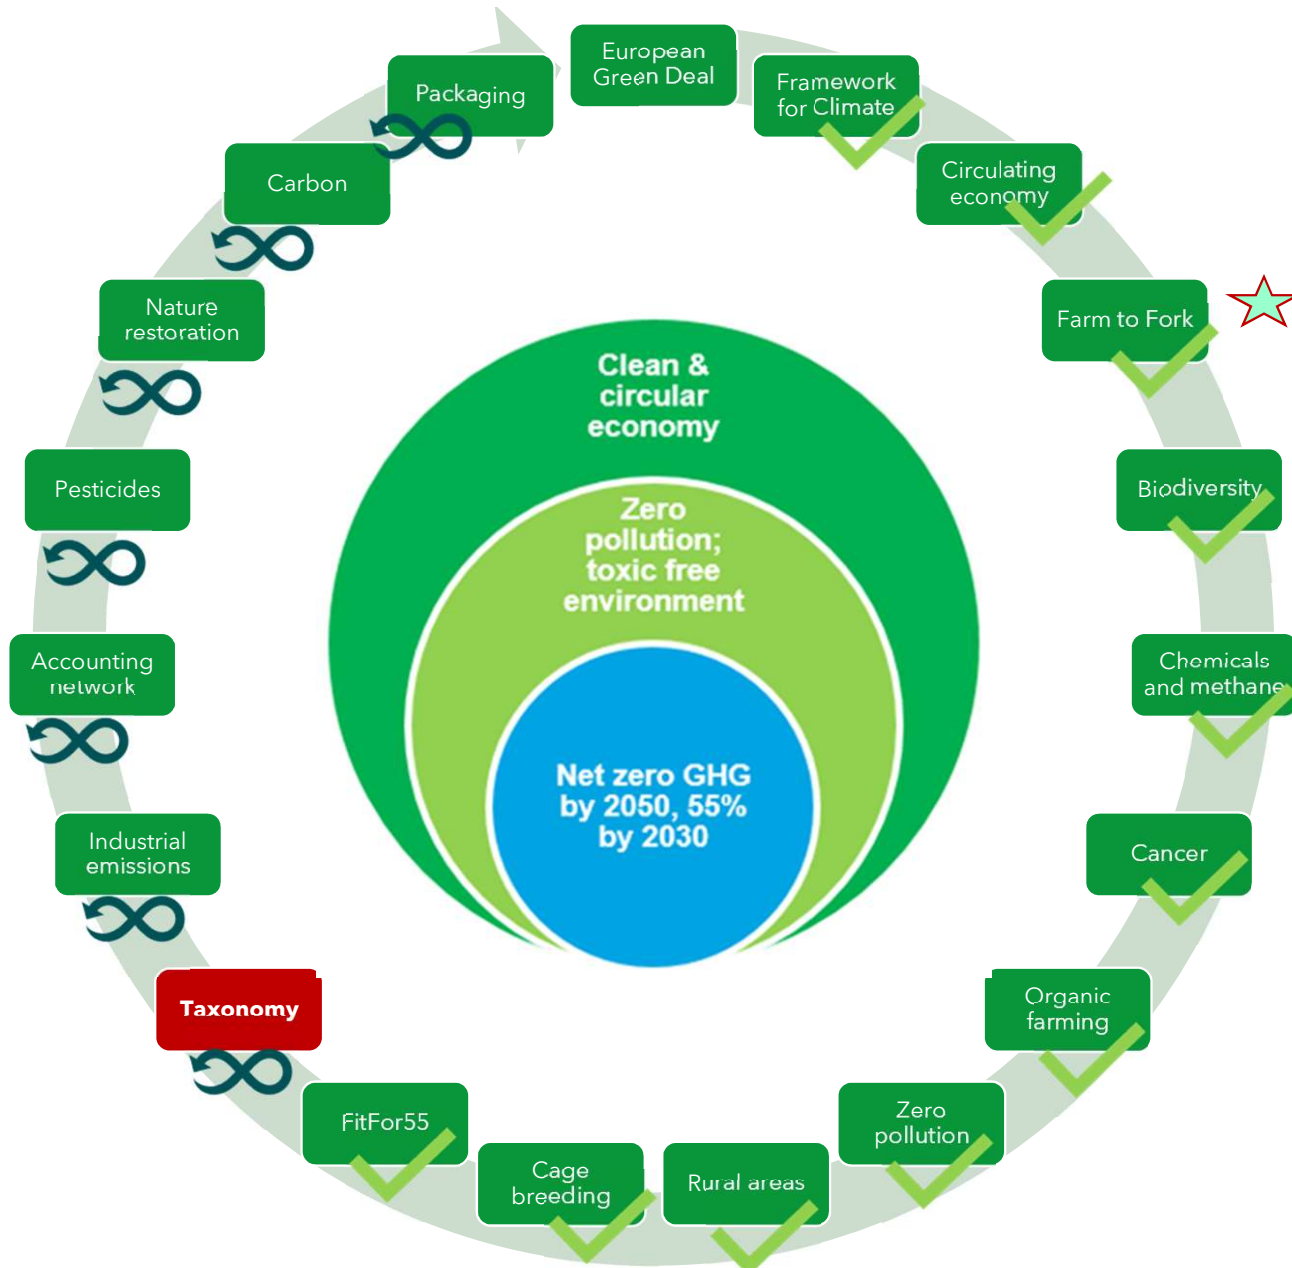 European
Green Deal
Framework
for Climate
Circulating
economy
Farm to Fork
Biodiversity
Chemicals
and methane
Cancer
Organic
farming
Zero
pollution
Rural areas
Cage
breeding
FitFor55
Taxonomy
Industrial
emissions
Accounting
network
Pesticides
Nature
restoration
Carbon
Packaging
Clean &
circular
economy
Zero
pollution;
toxic free
environment
Net zero GHG
by 2050, 55%
by 2030